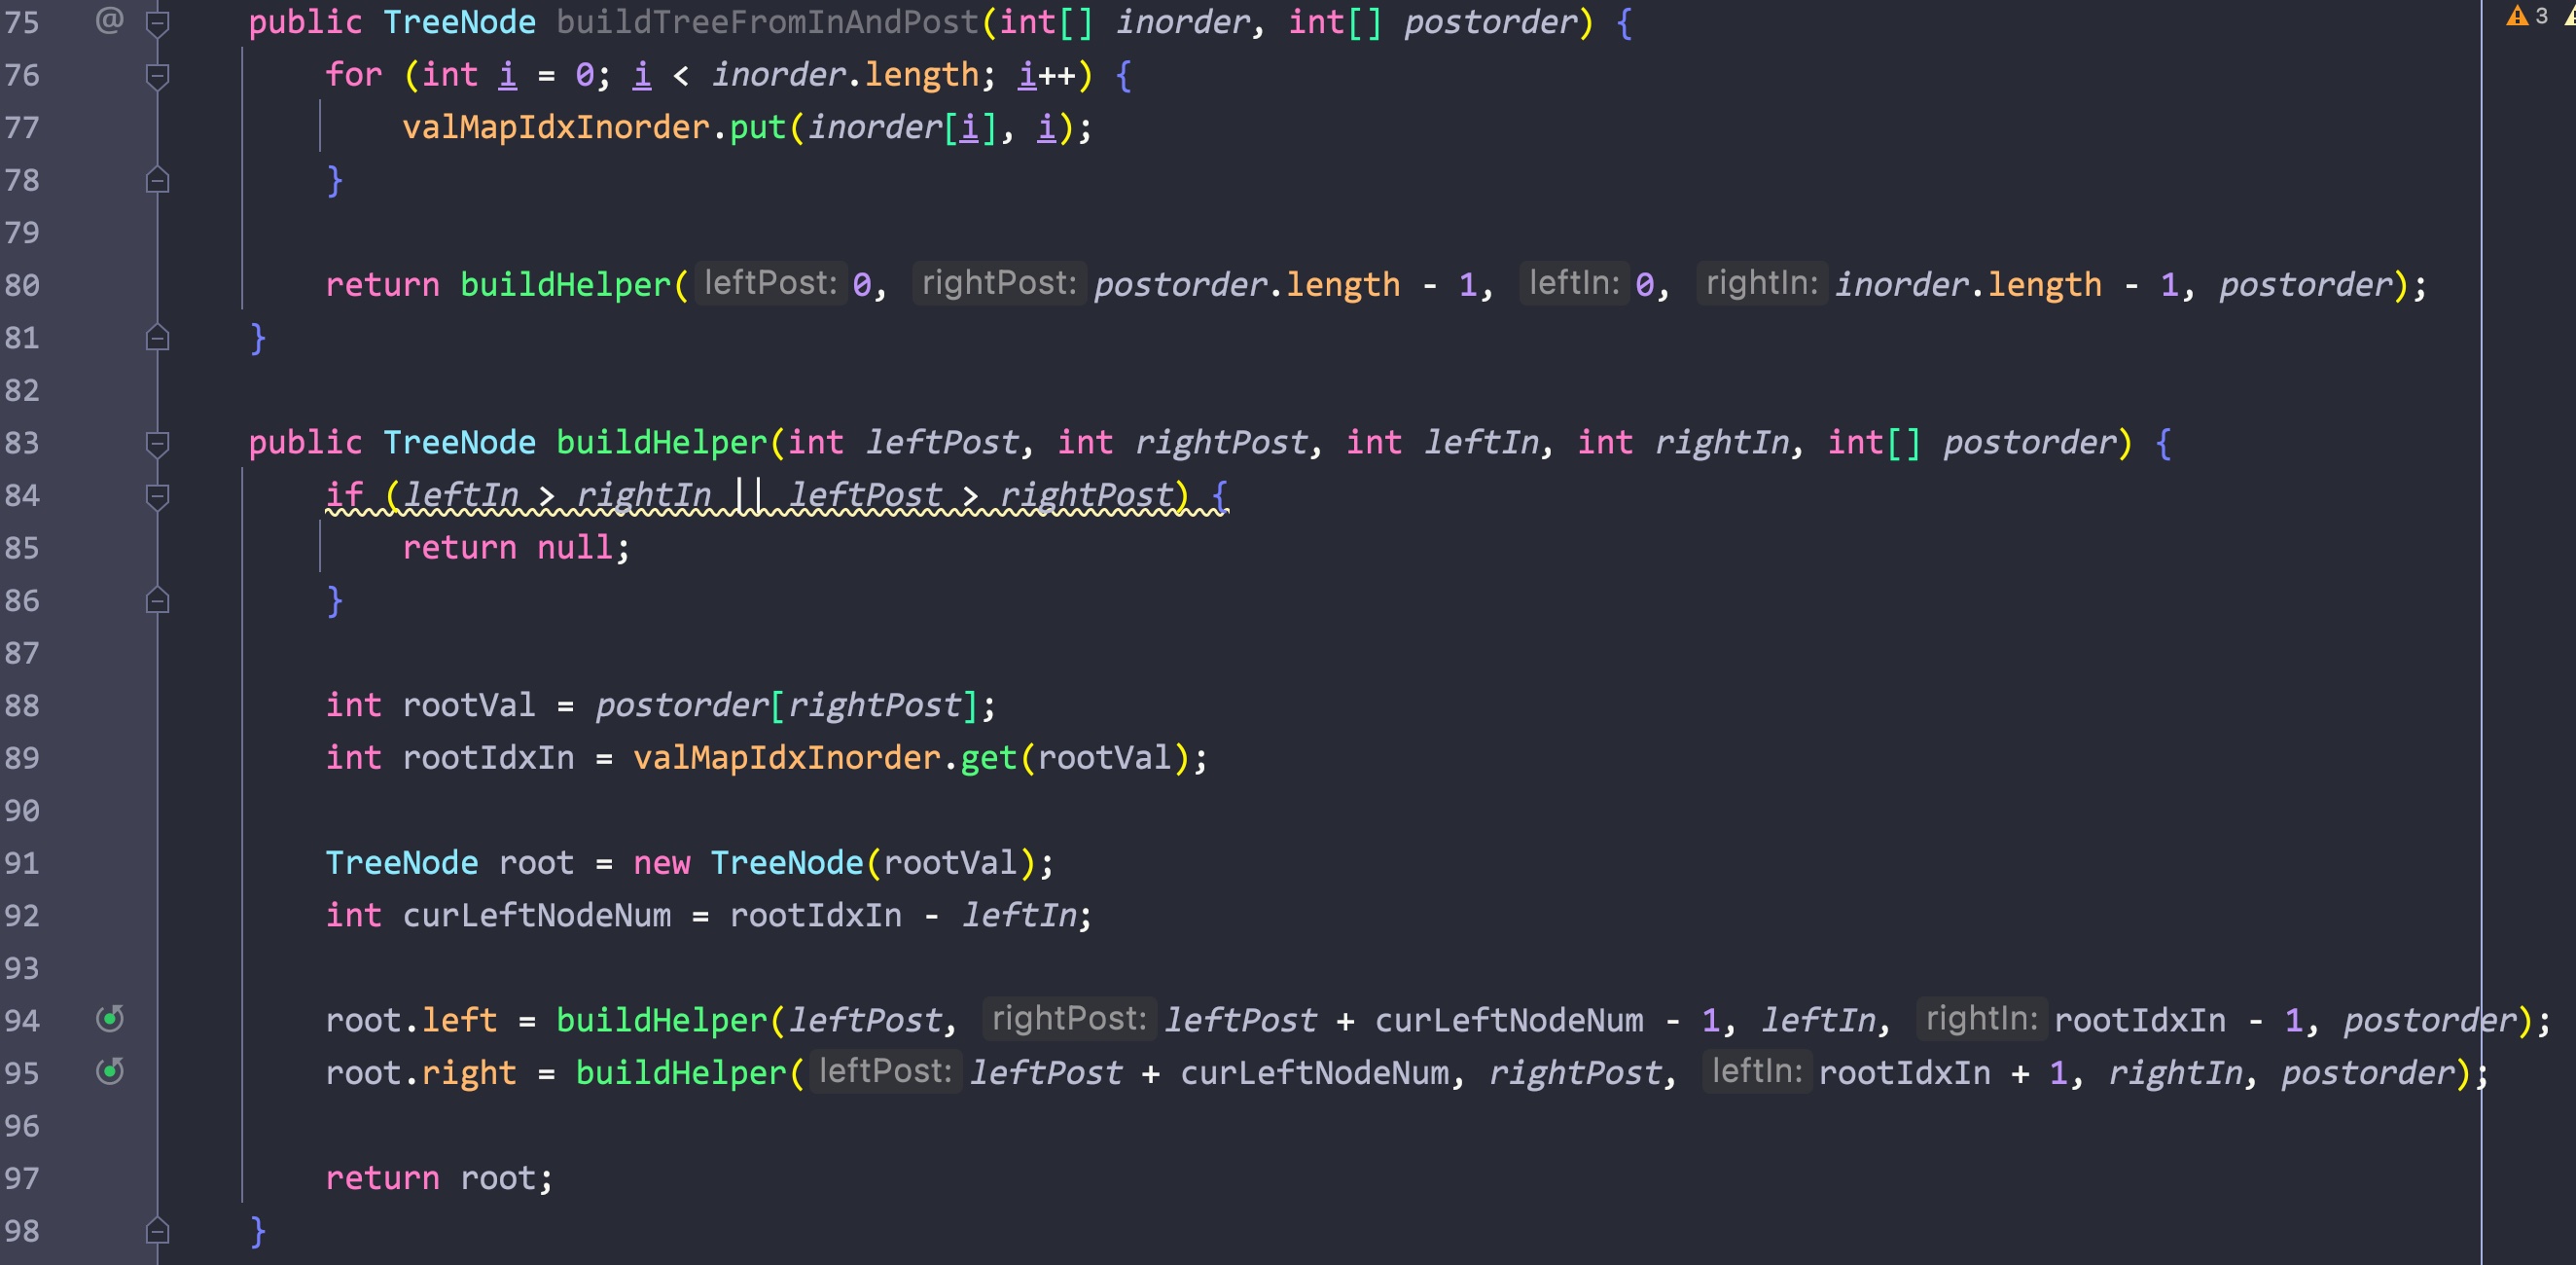 75 @ public TreeNode buildTreeFromInAndPost(int[] inorder, int[] postorder) { 3
76 for (int i = 0; i < inorder.length; i++) {
77 valMapIdxInorder.put(inorder[i], i);
78 }
79
80 return buildHelper( leftPost: 0, rightPost: postorder.length - 1, leftIn: 0, rightIn: inorder.length - 1, postorder);
81 }
82
83 public TreeNode buildHelper(int leftPost, int rightPost, int leftIn, int rightIn, int[] postorder) {
84 if (leftIn > rightIn || leftPost > rightPost) {
85 return null;
86 }
87
88 int rootVal = postorder[rightPost];
89 int rootIdxIn = valMapIdxInorder.get(rootVal);
90
91 TreeNode root = new TreeNode(rootVal);
92 int curLeftNodeNum = rootIdxIn - leftIn;
93
94 root.left = buildHelper(leftPost, rightPost: leftPost + curLeftNodeNum - 1, leftIn, rightIn: rootIdxIn - 1, postorder);
95 root.right = buildHelper( leftPost: leftPost + curLeftNodeNum, rightPost, leftIn: rootIdxIn + 1, rightIn, postorder);
96
97 return root;
98 }